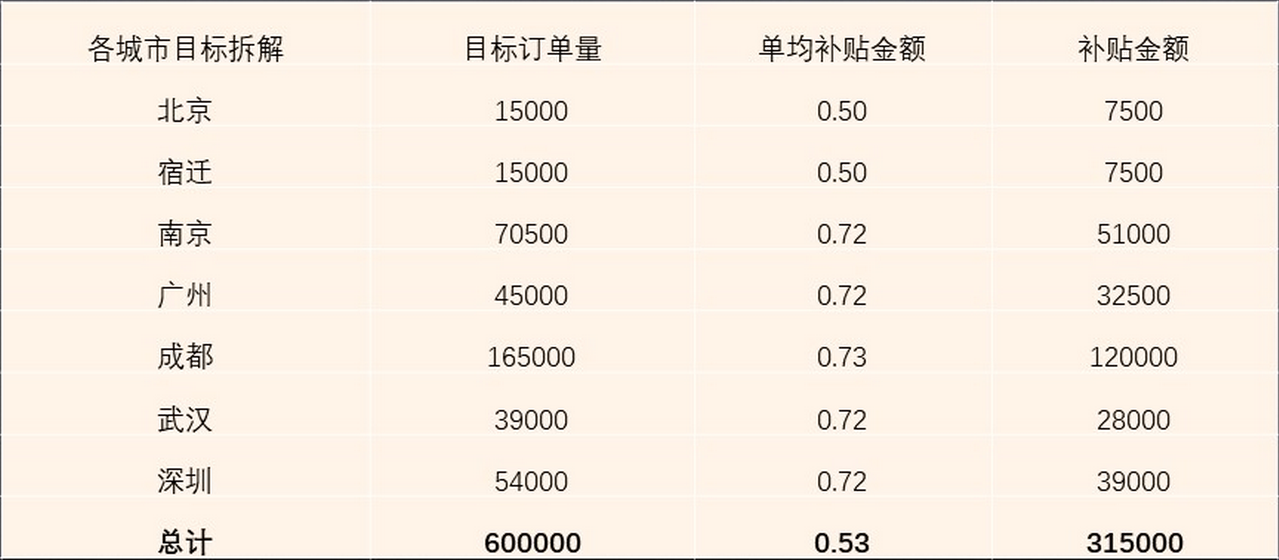 各城市目标拆解 目标订单量 单均补贴金额 补贴金额
北京 15000 0.50 7500
宿迁 15000 0.50 7500
南京 70500 0.72 51000
广州 45000 0.72 32500
成都 165000 0.73 120000
武汉 39000 0.72 28000
深圳 54000 0.72 39000
总计 600000 0.53 315000